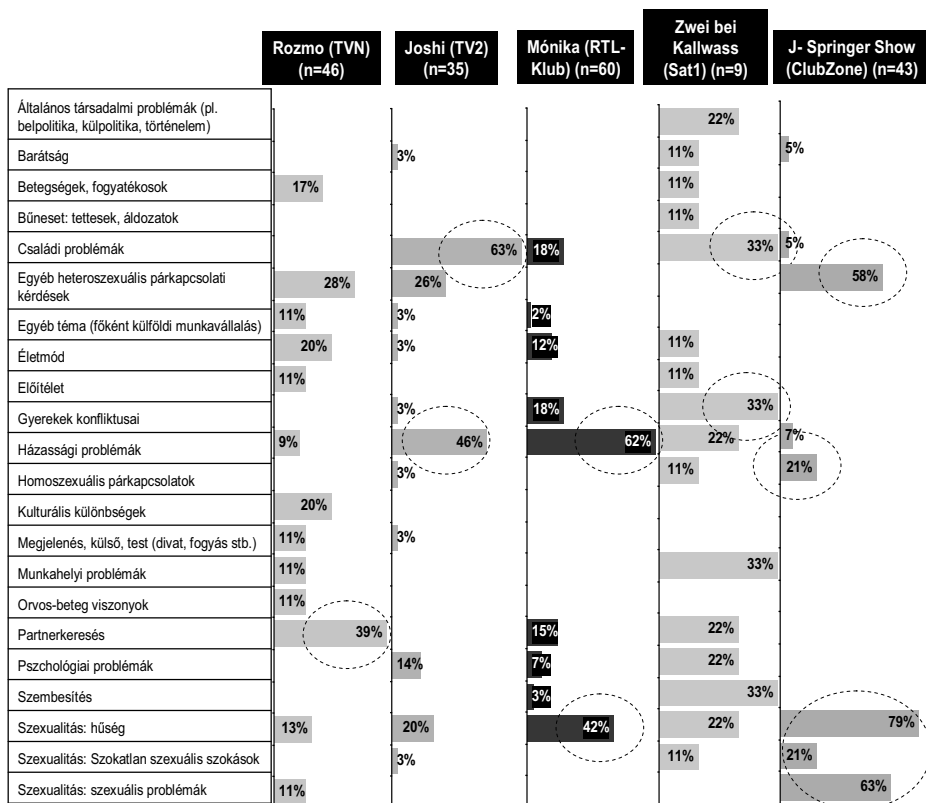 Rozmo (TVN)
(n=46)
Joshi (TV2)
(n=35)
Mónika (RTL-
Klub) (n=60)
Zwei bei
Kallwass
(Sat1) (n=9)
J- Springer Show
(ClubZone) (n=43)
Általános társadalmi problémák (pl.
belpolitika, külpolitika, történelem)
22%
Barátság 3% 11% 5%
Betegségek, fogyatékosok 17% 11%
Bűneset: tettesek, áldozatok 11%
Családi problémák 63% 18% 33% 5%
Egyéb heteroszexuális párkapcsolati
kérdések
28% 26% 58%
Egyéb téma (főként külföldi munkavállalás) 11% 3% 2%
Életmód 20% 3% 12% 11%
Előítélet 11% 11%
Gyerekek konfliktusai 3% 18% 33%
Házassági problémák 9% 46% 62% 22% 7%
Homoszexuális párkapcsolatok 3% 11% 21%
Kulturális különbségek 20%
Megjelenés, külső, test (divat, fogyás stb.) 11% 3%
Munkahelyi problémák 11% 33%
Orvos-beteg viszonyok 11%
Partnerkeresés 39% 15% 22%
Pszchológiai problémák 14% 7% 22%
Szembesítés 3% 33%
Szexualitás: hűség 13% 20% 42% 22% 79%
Szexualitás: Szokatlan szexuális szokások 3% 11% 21%
Szexualitás: szexuális problémák 11% 63%